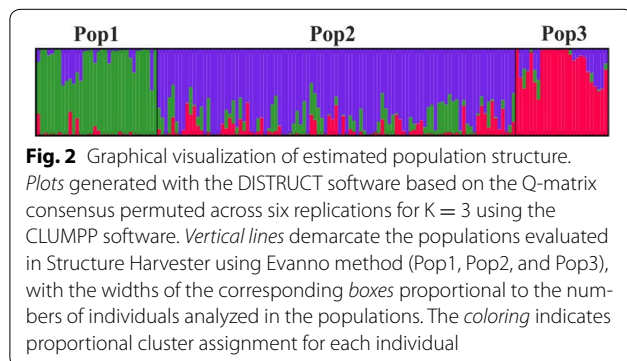 Pop1 Pop2 Pop3
Fig. 2 Graphical visualization of estimated population structure.
Plots generated with the DISTRUCT software based on the Q-matrix
consensus permuted across six replications for K = 3 using the
CLUMPP software. Vertical lines demarcate the populations evaluated
in Structure Harvester using Evanno method (Pop1, Pop2, and Pop3),
with the widths of the corresponding boxes proportional to the num-
bers of individuals analyzed in the populations. The coloring indicates
proportional cluster assignment for each individual